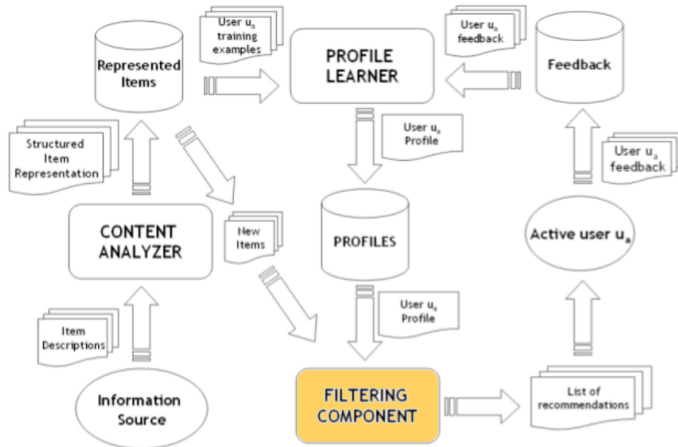 User uₐ
training
examples
User uₐ
feedback
Represented
Items
PROFILE
LEARNER
Feedback
Structured
Item
Representation
User uₐ
Profile
User uₐ
feedback
CONTENT
ANALYZER
New
Items
PROFILES
Active user uₐ
Item
Descriptions
User uₐ
Profile
Information
Source
FILTERING
COMPONENT
List of
recommendations